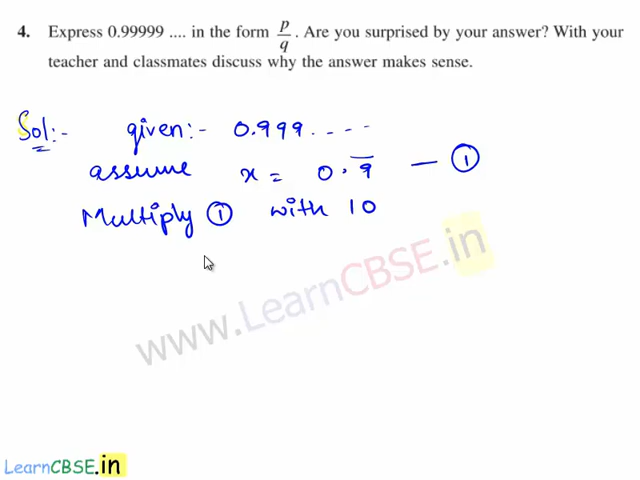 4. Express 0.99999 .... in the form p/q. Are you surprised by your answer? With your
teacher and classmates discuss why the answer makes sense.
Sol:- given:- 0.999....
assume x = 0.9̅ — ①
Multiply ① with 10
www.LearnCBSE.in
LearnCBSE.in